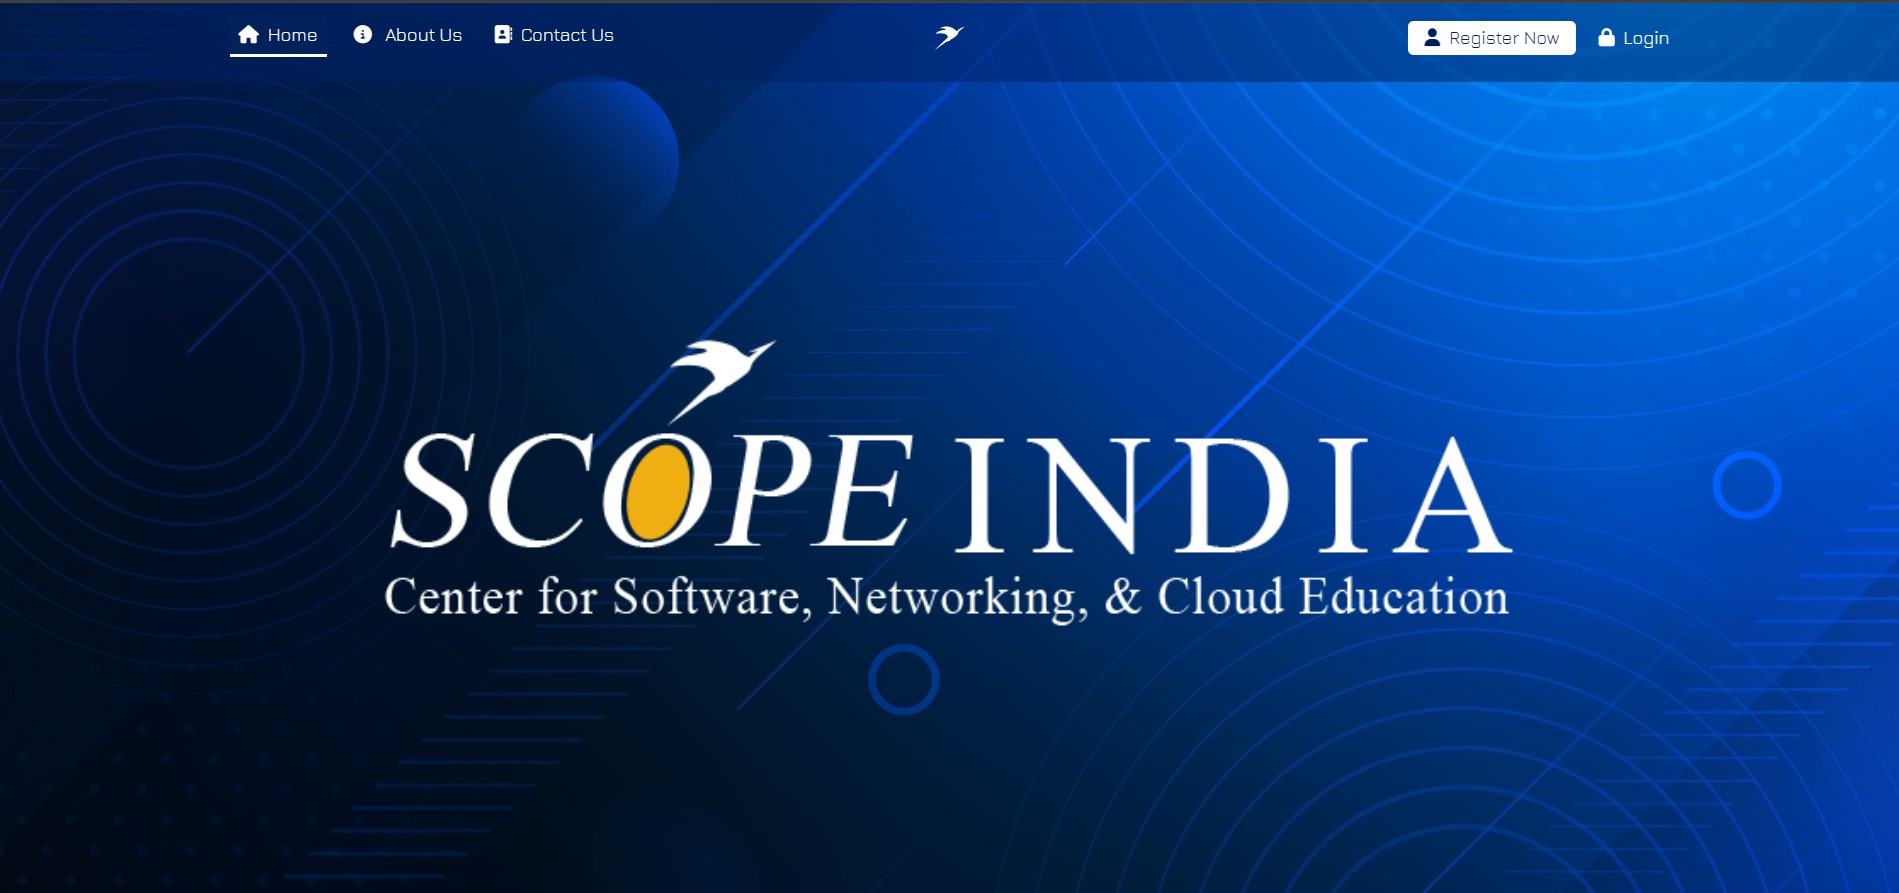 Home About Us Contact Us Register Now Login
SCOPE INDIA
Center for Software, Networking, & Cloud Education